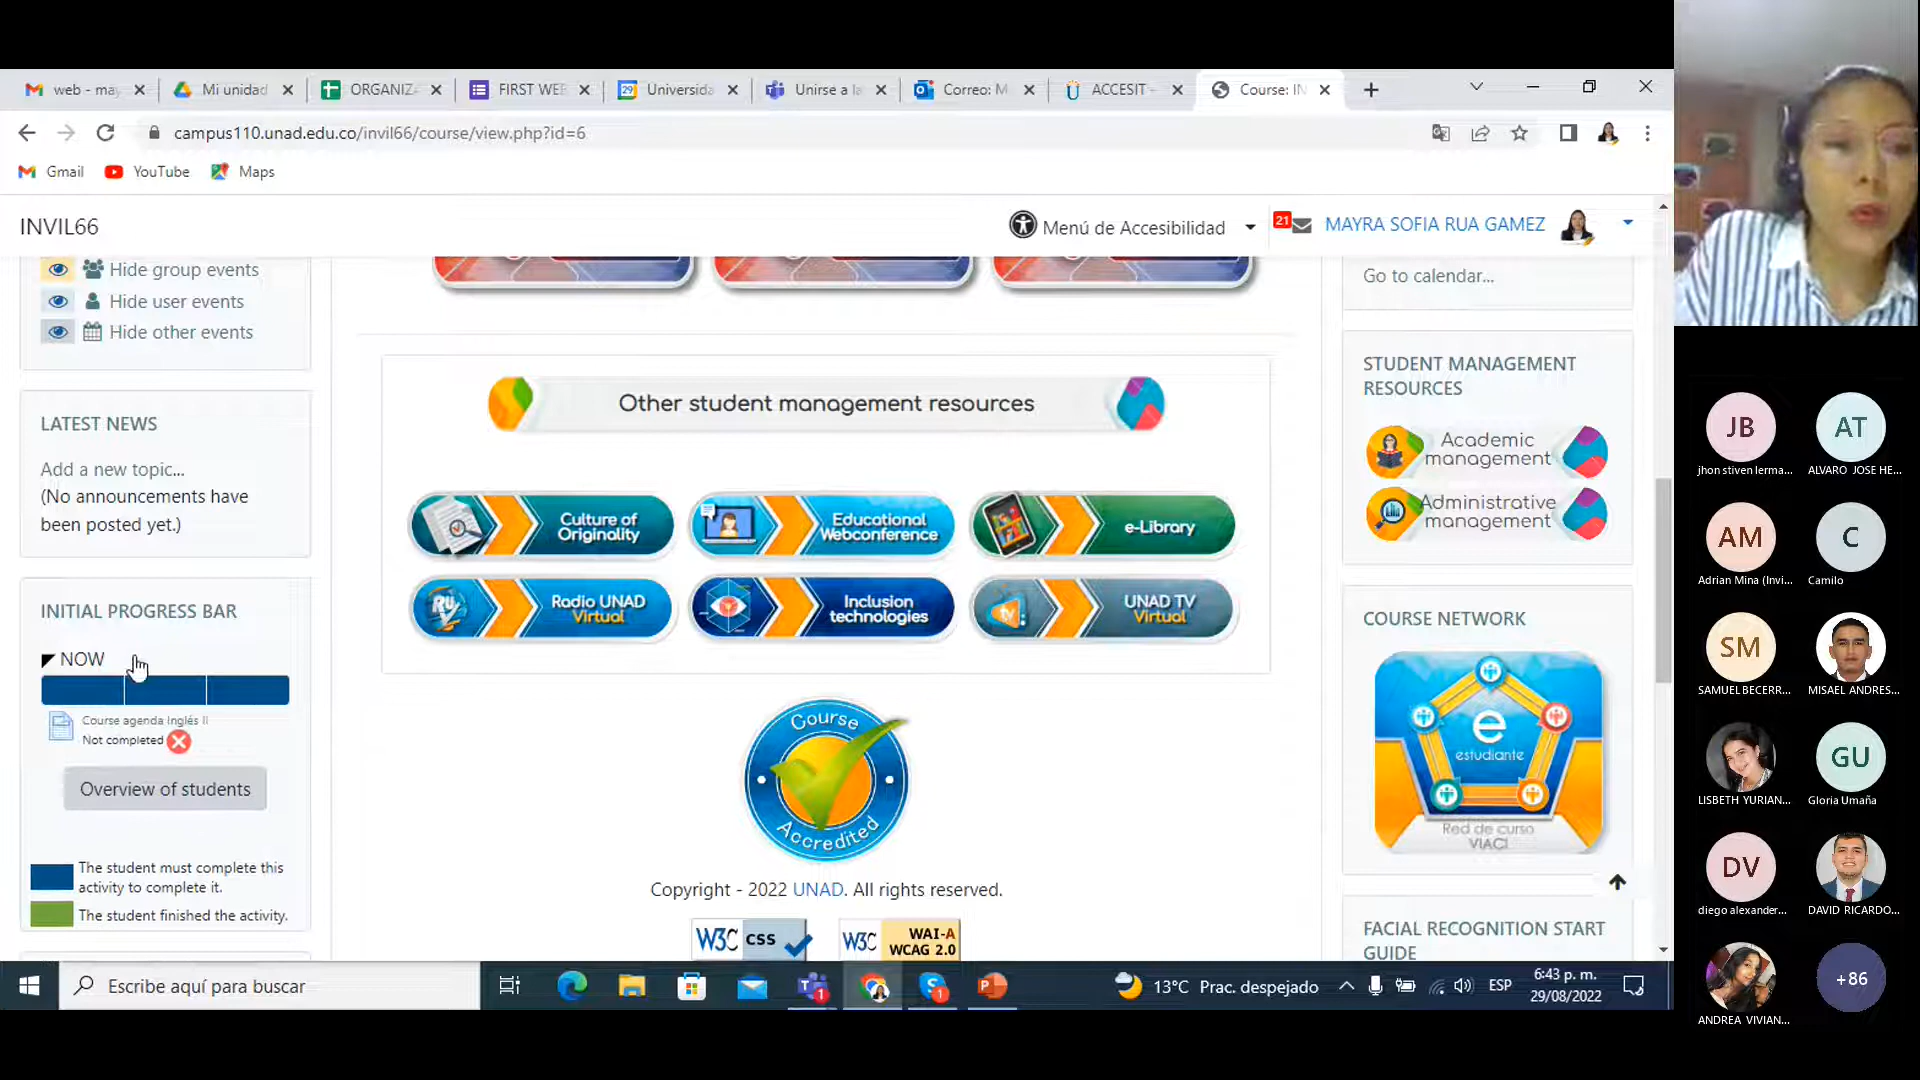 web - may
Mi unidad
ORGANIZA
FIRST WEB
Universida
Unirse a la
Correo: M
ACCESIT -
Course: IN
campus110.unad.edu.co/invil66/course/view.php?id=6
Gmail
YouTube
Maps
INVIL66
Menú de Accesibilidad
21
MAYRA SOFIA RUA GAMEZ
Hide group events
Hide user events
Hide other events
LATEST NEWS
Add a new topic...
(No announcements have
been posted yet.)
INITIAL PROGRESS BAR
NOW
Course agenda Inglés II
Not completed
Overview of students
The student must complete this
activity to complete it.
The student finished the activity.
Other student management resources
Culture of
Originality
Educational
Webconference
e-Library
Radio UNAD
Virtual
Inclusion
technologies
UNAD TV
Virtual
Course
Accredited
Copyright - 2022 UNAD. All rights reserved.
W3C CSS
W3C WAI-A
WCAG 2.0
Go to calendar...
STUDENT MANAGEMENT
RESOURCES
Academic
management
Administrative
management
COURSE NETWORK
e
estudiante
Red de curso
VIACI
FACIAL RECOGNITION START
GUIDE
Escribe aquí para buscar
13°C Prac. despejado
ESP
6:43 p. m.
29/08/2022
JB
jhon stiven lerma...
AT
ALVARO JOSE HE...
AM
Adrian Mina (Invi...
C
Camilo
SM
SAMUEL BECERR...
MISAEL ANDRES...
LISBETH YURIAN...
GU
Gloria Umaña
DV
diego alexander...
DAVID RICARDO...
ANDREA VIVIAN...
+86